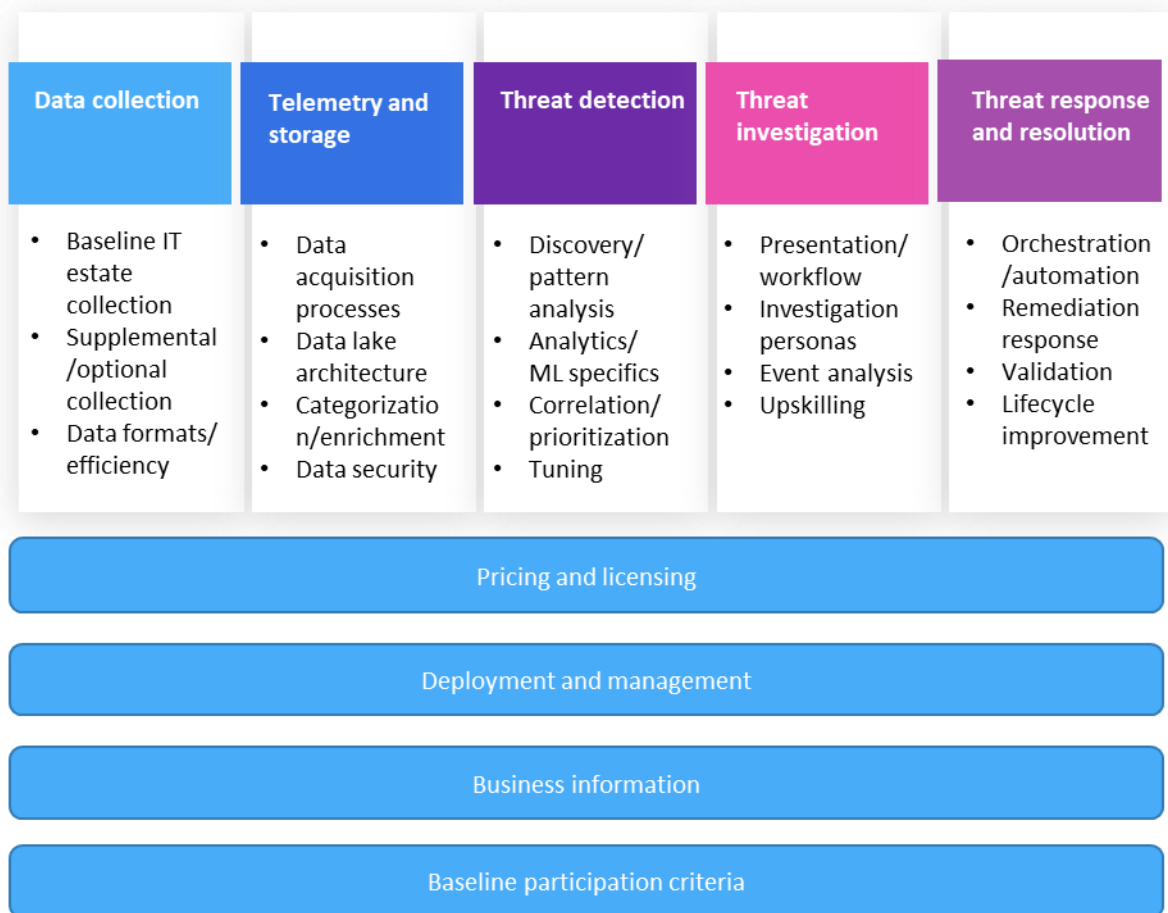 Data collection
• Baseline IT
estate
collection
• Supplemental
/optional
collection
• Data formats/
efficiency
Telemetry and
storage
• Data
acquisition
processes
• Data lake
architecture
• Categorizatio
n/enrichment
• Data security
Threat detection
• Discovery/
pattern
analysis
• Analytics/
ML specifics
• Correlation/
prioritization
• Tuning
Threat
investigation
• Presentation/
workflow
• Investigation
personas
• Event analysis
• Upskilling
Threat response
and resolution
• Orchestration
/automation
• Remediation
response
• Validation
• Lifecycle
improvement
Pricing and licensing
Deployment and management
Business information
Baseline participation criteria